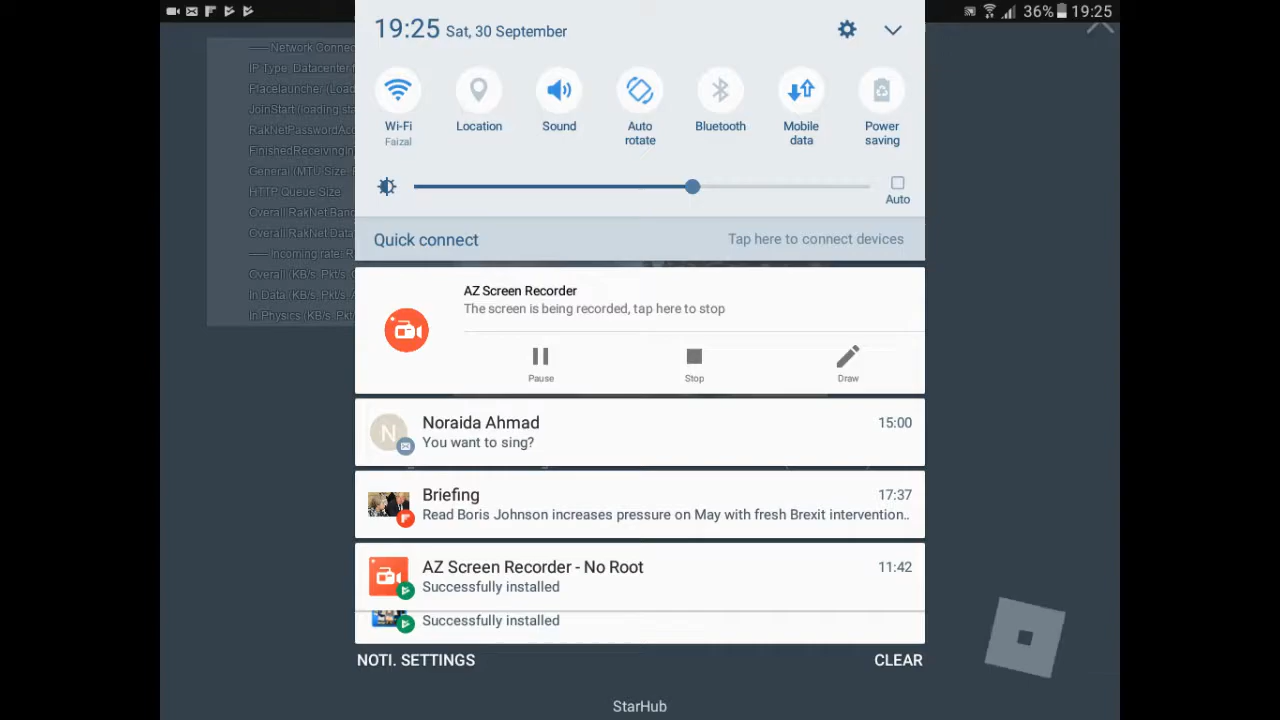 36% 19:25
19:25 Sat, 30 September
Wi-Fi
Faizal
Location
Sound
Auto
rotate
Bluetooth
Mobile
data
Power
saving
Auto
Quick connect
Tap here to connect devices
AZ Screen Recorder
The screen is being recorded, tap here to stop
Pause
Stop
Draw
N
Noraida Ahmad
15:00
You want to sing?
Briefing
17:37
Read Boris Johnson increases pressure on May with fresh Brexit intervention..
AZ Screen Recorder - No Root
11:42
Successfully installed
Successfully installed
NOTI. SETTINGS
CLEAR
StarHub
---- Network Connec
IP Type: Datacenter
Placelauncher (Loa
JoinStart (loading sta
RakNetPasswordAcc
FinishedReceivingIn
General (MTU Size,
HTTP Queue Size
Overall RakNet Ban
Overall RakNet Data
---- Incoming rate: R
Overall (KB/s, Pkt/s,
In Data (KB/s, Pkt/s,
In Physics (KB/s, Pkt